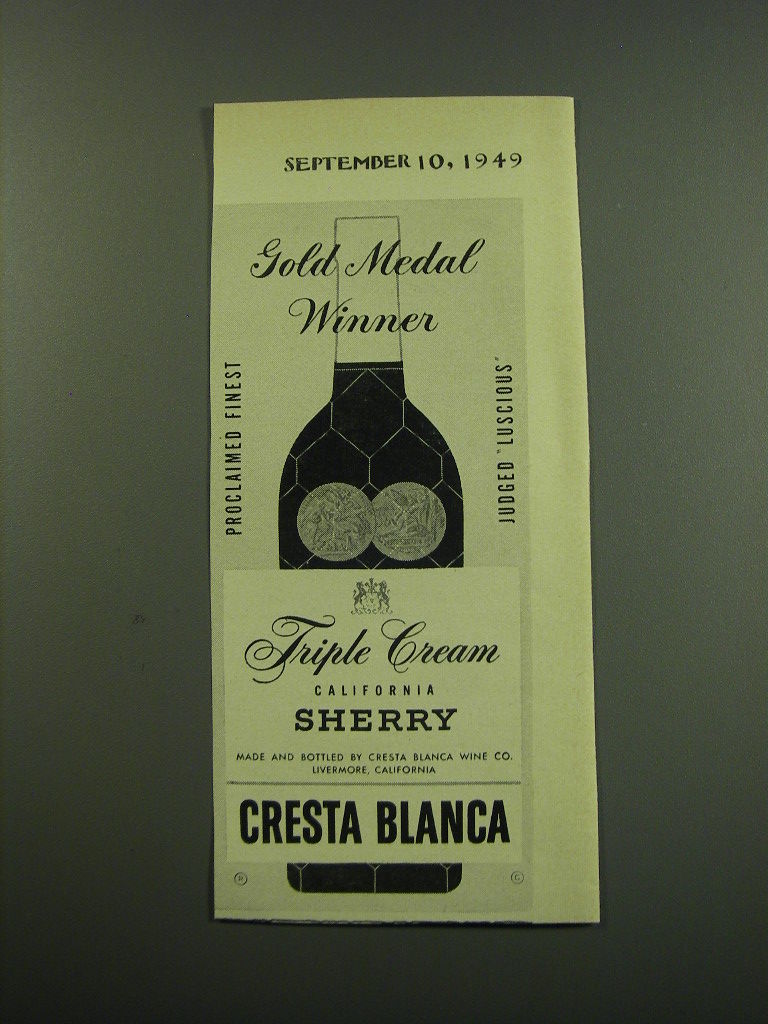 SEPTEMBER 10, 1949
Gold Medal
Winner
PROCLAIMED FINEST
JUDGED "LUSCIOUS"
Triple Cream
CALIFORNIA
SHERRY
MADE AND BOTTLED BY CRESTA BLANCA WINE CO.
LIVERMORE, CALIFORNIA
CRESTA BLANCA